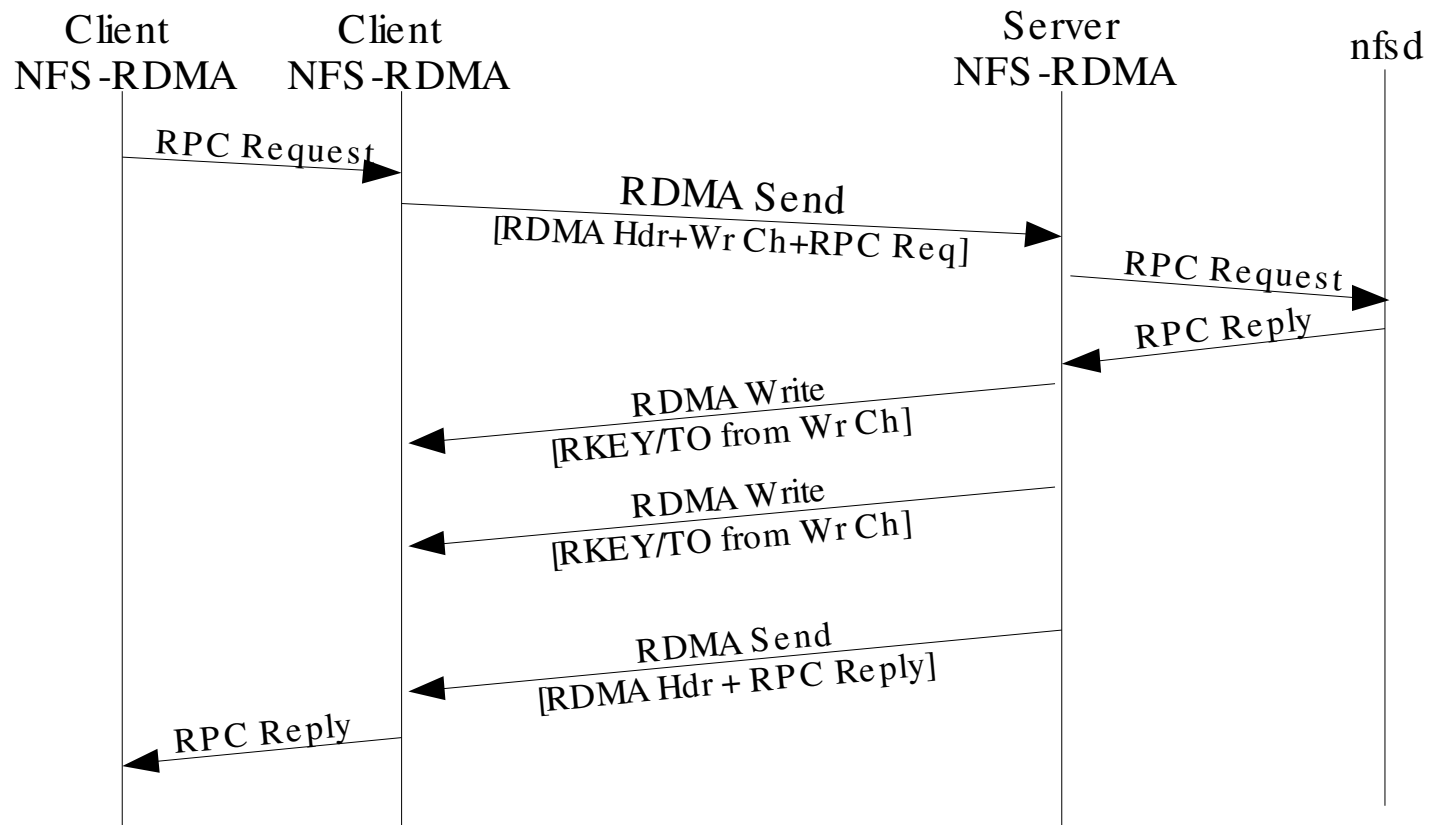 Client
NFS-RDMA
Client
NFS-RDMA
Server
NFS-RDMA
nfsd
RPC Request
RDMA Send
[RDMA Hdr+Wr Ch+RPC Req]
RPC Request
RPC Reply
RDMA Write
[RKEY/TO from Wr Ch]
RDMA Write
[RKEY/TO from Wr Ch]
RDMA Send
[RDMA Hdr + RPC Reply]
RPC Reply